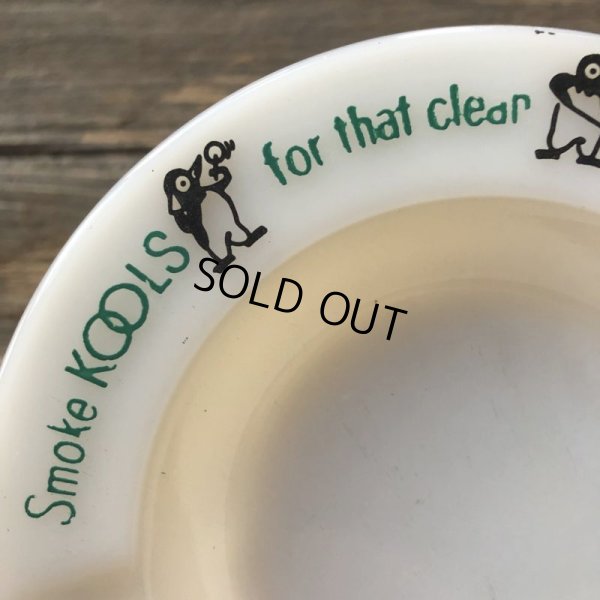 Smoke KOOLS for that clear
SOLD OUT